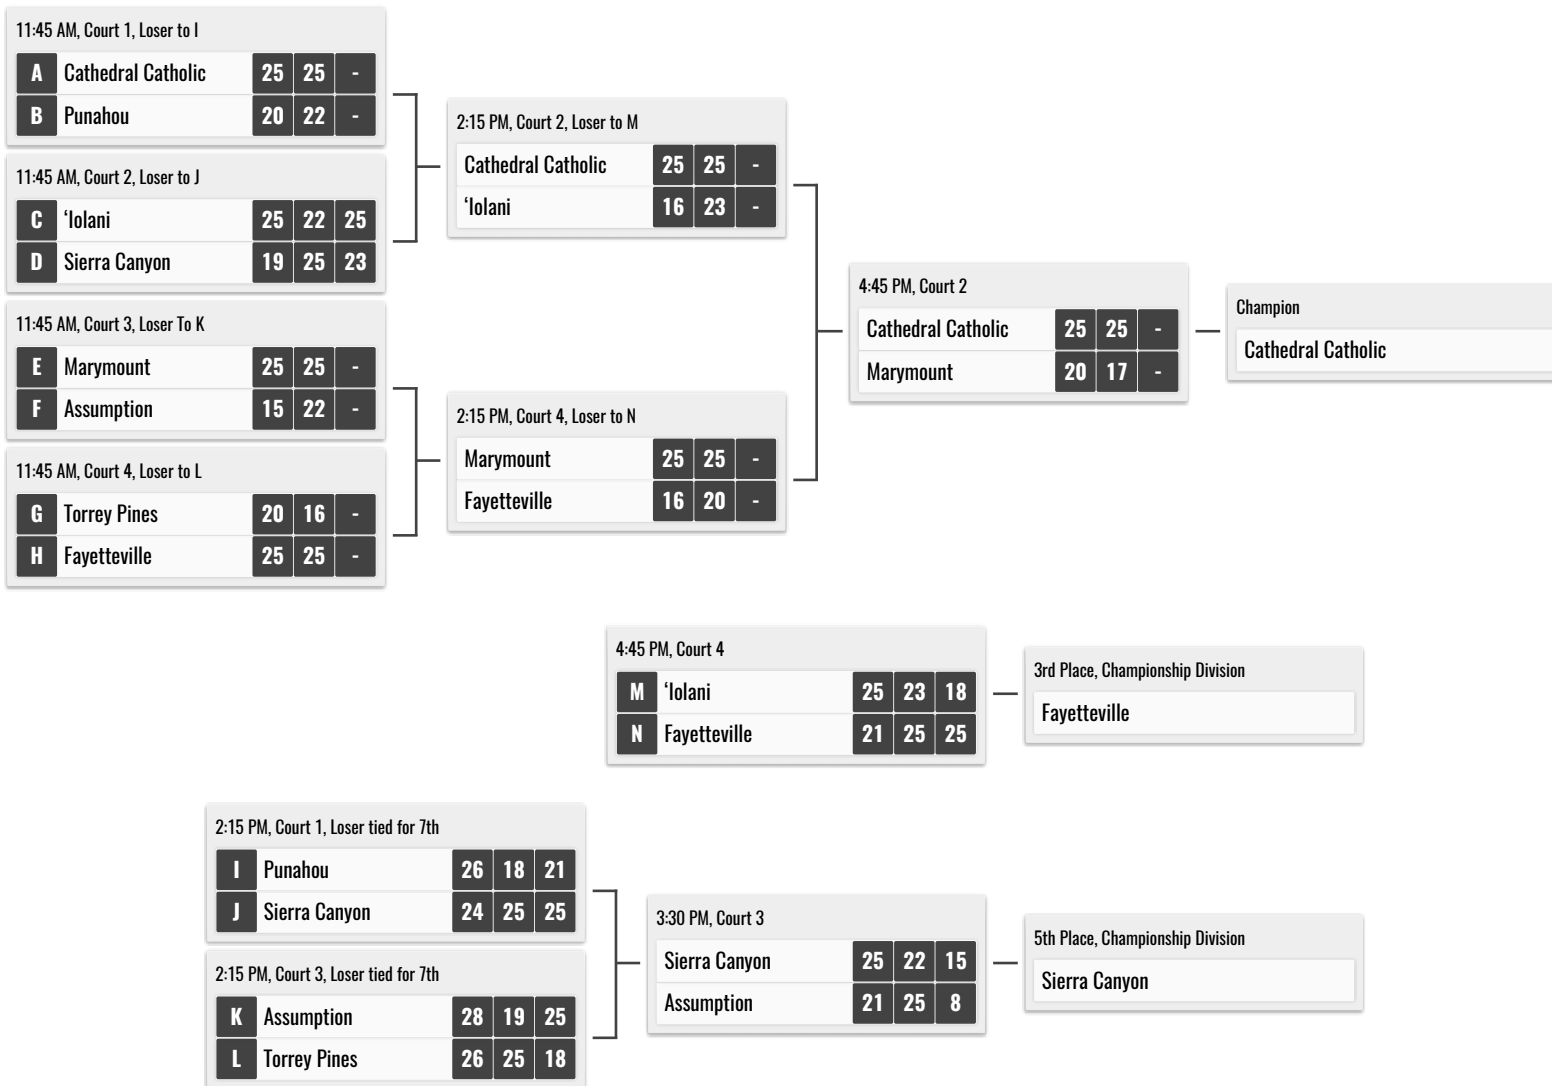 11:45 AM, Court 1, Loser to I
A Cathedral Catholic 25 25 -
B Punahou 20 22 -
11:45 AM, Court 2, Loser to J
C ‘Iolani 25 22 25
D Sierra Canyon 19 25 23
11:45 AM, Court 3, Loser To K
E Marymount 25 25 -
F Assumption 15 22 -
11:45 AM, Court 4, Loser to L
G Torrey Pines 20 16 -
H Fayetteville 25 25 -
2:15 PM, Court 2, Loser to M
Cathedral Catholic 25 25 -
‘Iolani 16 23 -
2:15 PM, Court 4, Loser to N
Marymount 25 25 -
Fayetteville 16 20 -
4:45 PM, Court 2
Cathedral Catholic 25 25 -
Marymount 20 17 -
Champion
Cathedral Catholic
4:45 PM, Court 4
M ‘Iolani 25 23 18
N Fayetteville 21 25 25
3rd Place, Championship Division
Fayetteville
2:15 PM, Court 1, Loser tied for 7th
I Punahou 26 18 21
J Sierra Canyon 24 25 25
2:15 PM, Court 3, Loser tied for 7th
K Assumption 28 19 25
L Torrey Pines 26 25 18
3:30 PM, Court 3
Sierra Canyon 25 22 15
Assumption 21 25 8
5th Place, Championship Division
Sierra Canyon